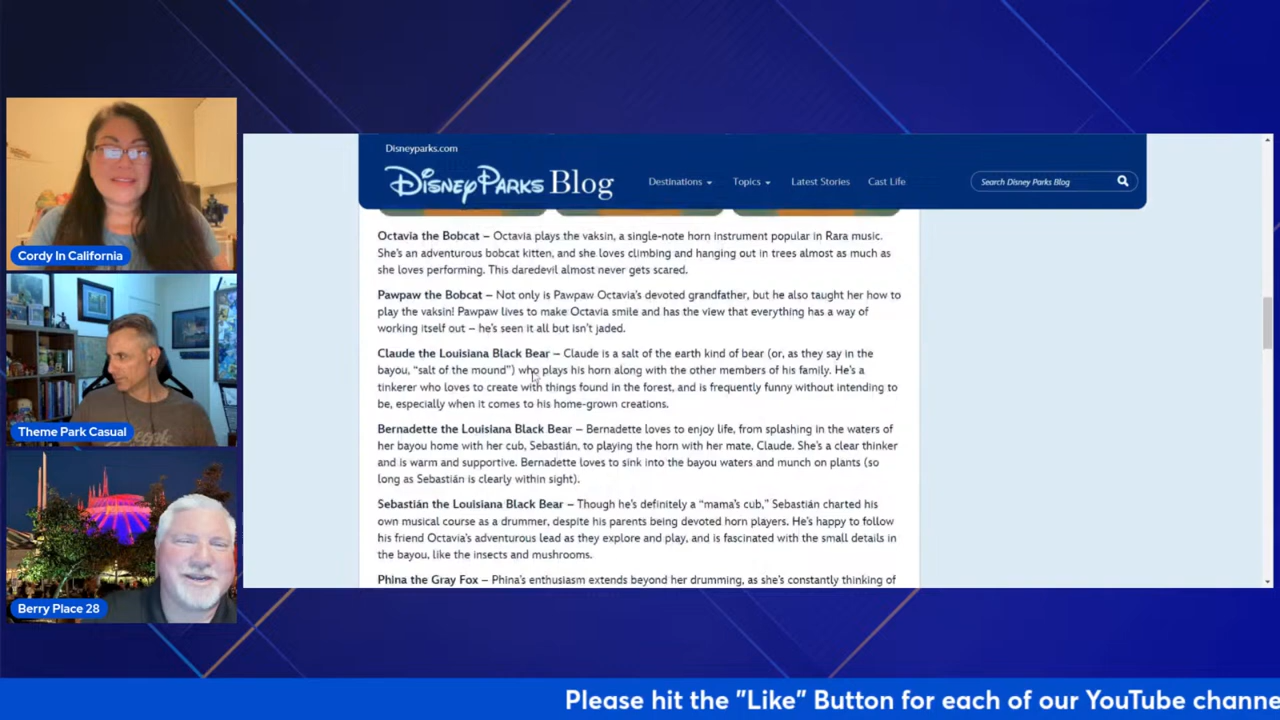 Cordy In California
Theme Park Casual
Berry Place 28
Disneyparks.com
Disney Parks Blog
Destinations
Topics
Latest Stories
Cast Life
Search Disney Parks Blog
Octavia the Bobcat – Octavia plays the vaksin, a single-note horn instrument popular in Rara music.
She's an adventurous bobcat kitten, and she loves climbing and hanging out in trees almost as much as
she loves performing. This daredevil almost never gets scared.
Pawpaw the Bobcat – Not only is Pawpaw Octavia's devoted grandfather, but he also taught her how to
play the vaksin! Pawpaw lives to make Octavia smile and has the view that everything has a way of
working itself out – he's seen it all but isn't jaded.
Claude the Louisiana Black Bear – Claude is a salt of the earth kind of bear (or, as they say in the
bayou, "salt of the mound") who plays his horn along with the other members of his family. He's a
tinkerer who loves to create with things found in the forest, and is frequently funny without intending to
be, especially when it comes to his home-grown creations.
Bernadette the Louisiana Black Bear – Bernadette loves to enjoy life, from splashing in the waters of
her bayou home with her cub, Sebastián, to playing the horn with her mate, Claude. She's a clear thinker
and is warm and supportive. Bernadette loves to sink into the bayou waters and munch on plants (so
long as Sebastián is clearly within sight).
Sebastián the Louisiana Black Bear – Though he's definitely a "mama's cub," Sebastián charted his
own musical course as a drummer, despite his parents being devoted horn players. He's happy to follow
his friend Octavia's adventurous lead as they explore and play, and is fascinated with the small details in
the bayou, like the insects and mushrooms.
Phina the Gray Fox – Phina's enthusiasm extends beyond her drumming, as she's constantly thinking of
Please hit the "Like" Button for each of our YouTube channe